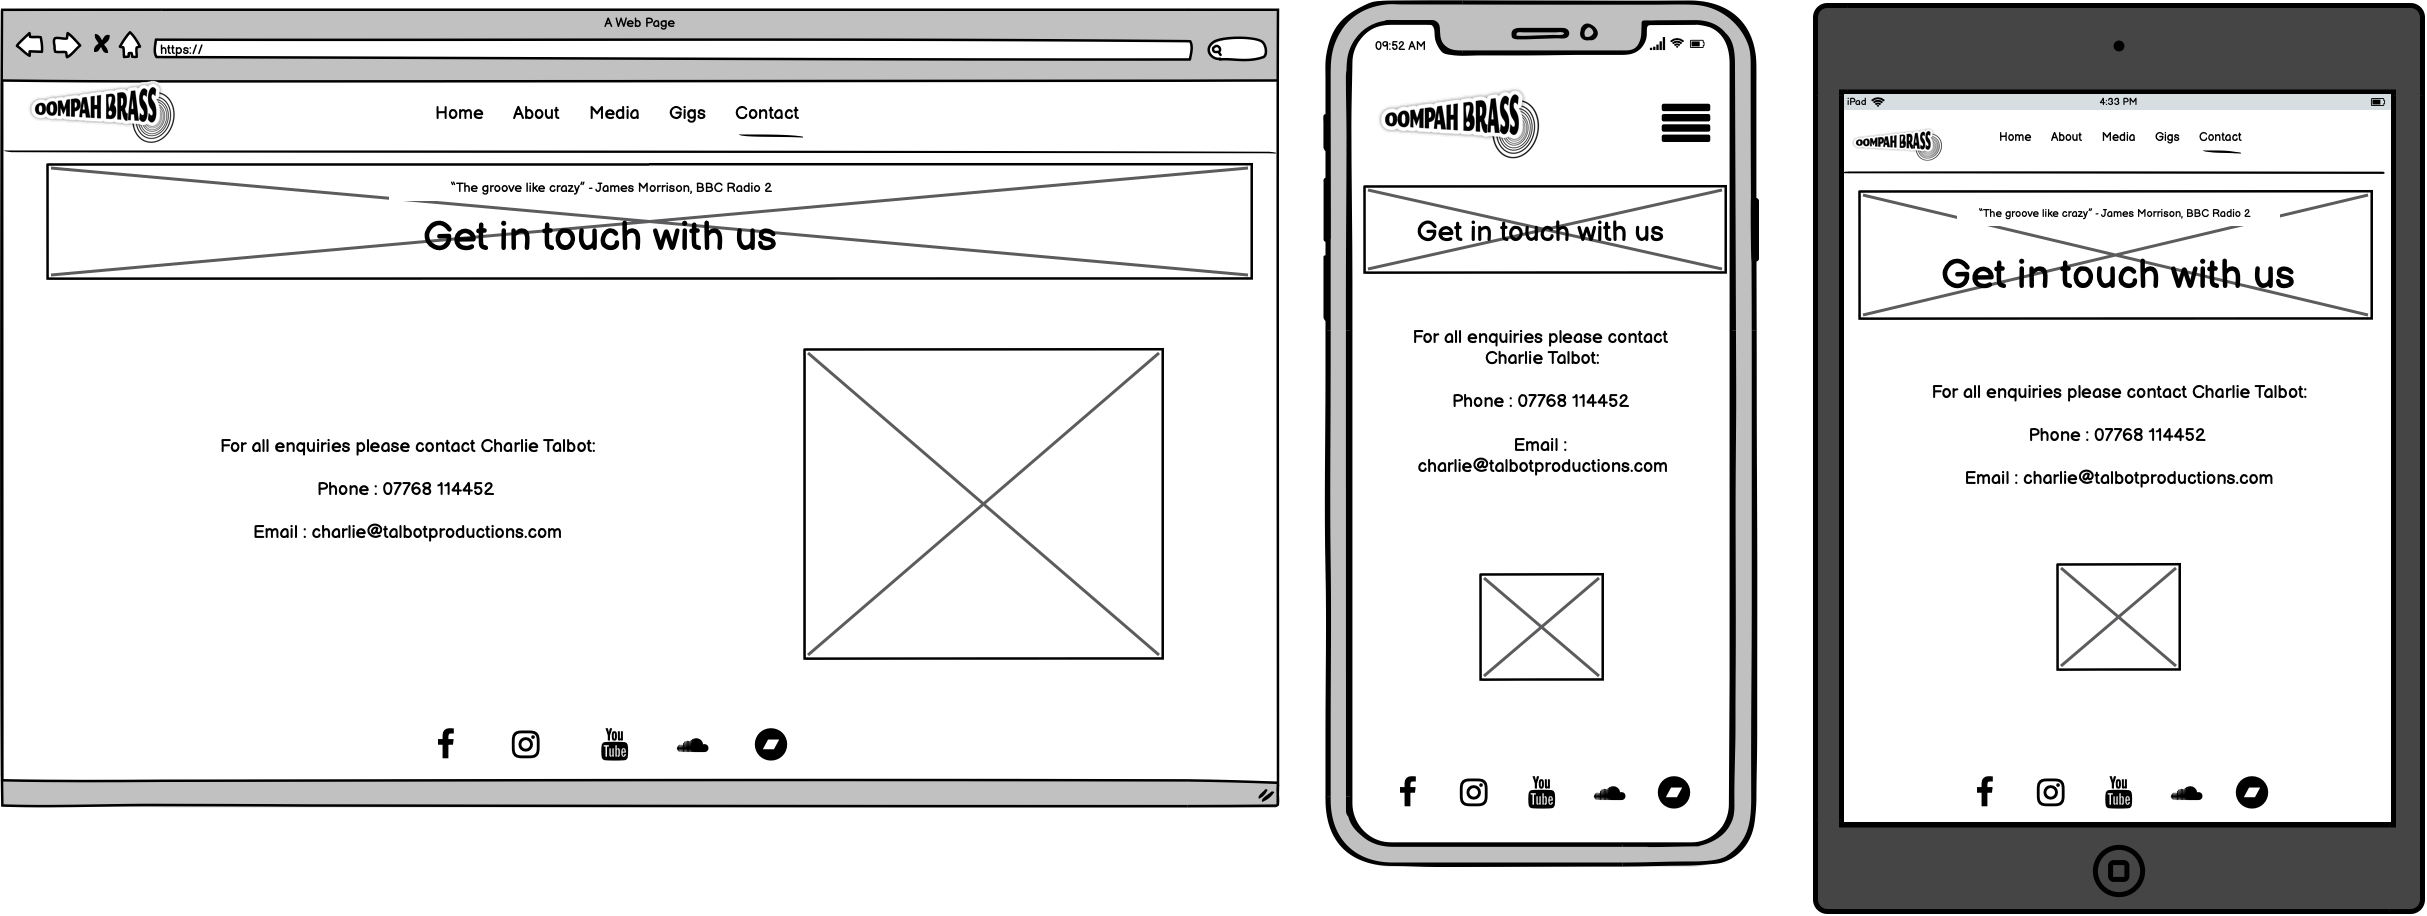 A Web Page
https://
OOMPAH BRASS
Home About Media Gigs Contact
"The groove like crazy" - James Morrison, BBC Radio 2
Get in touch with us
For all enquiries please contact Charlie Talbot:
Phone : 07768 114452
Email : charlie@talbotproductions.com
You
Tube
09:52 AM
OOMPAH BRASS
Get in touch with us
For all enquiries please contact
Charlie Talbot:
Phone : 07768 114452
Email :
charlie@talbotproductions.com
You
Tube
iPad 4:33 PM
OOMPAH BRASS
Home About Media Gigs Contact
"The groove like crazy" - James Morrison, BBC Radio 2
Get in touch with us
For all enquiries please contact Charlie Talbot:
Phone : 07768 114452
Email : charlie@talbotproductions.com
You
Tube